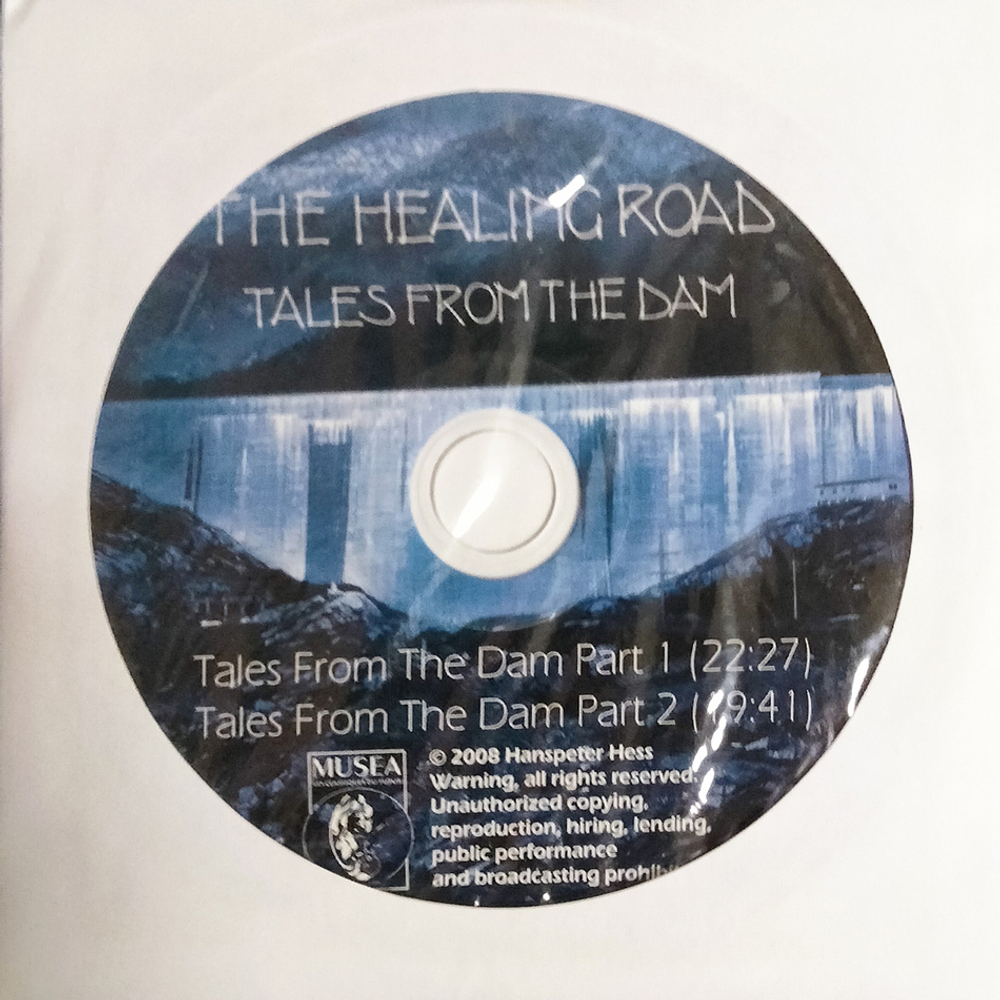 THE HEALING ROAD
TALES FROM THE DAM
Tales From The Dam Part 1 (22:27)
Tales From The Dam Part 2 (19:41)
MUSEA
© 2008 Hanspeter Hess
Warning, all rights reserved.
Unauthorized copying,
reproduction, hiring, lending,
public performance
and broadcasting